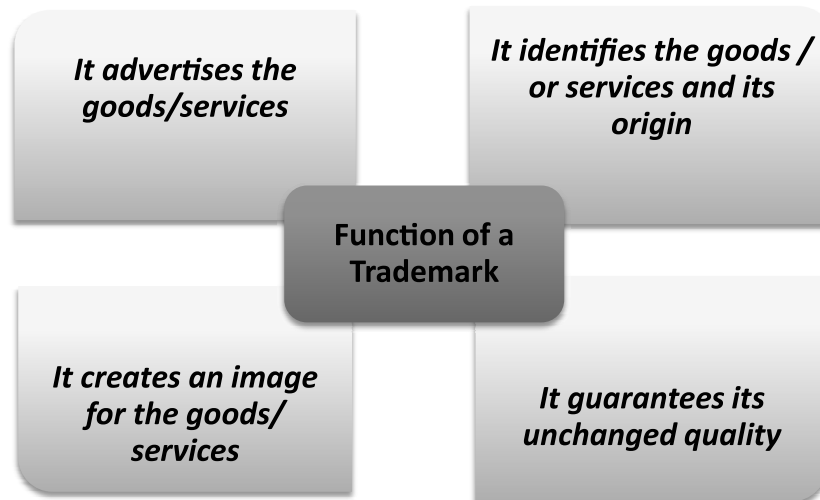 It advertises the
goods/services
It identifies the goods /
or services and its
origin
Function of a
Trademark
It creates an image
for the goods/
services
It guarantees its
unchanged quality